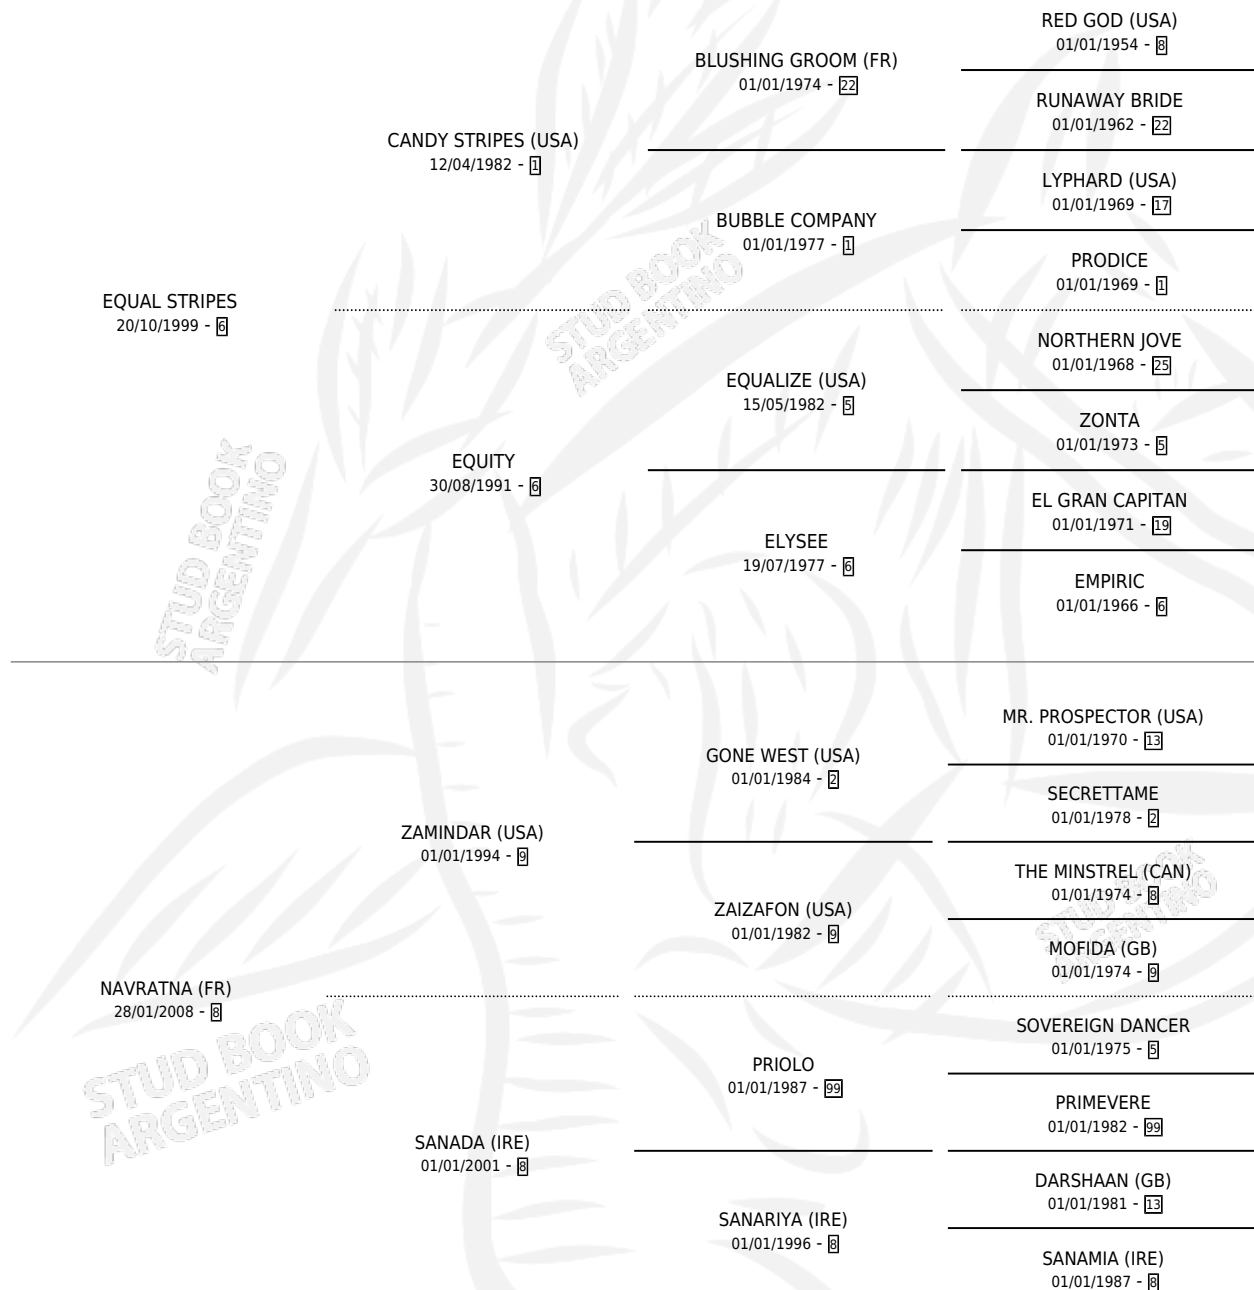 RED GOD (USA)
01/01/1954 - 8
BLUSHING GROOM (FR)
01/01/1974 - 22
RUNAWAY BRIDE
01/01/1962 - 22
CANDY STRIPES (USA)
12/04/1982 - 1
LYPHARD (USA)
01/01/1969 - 17
BUBBLE COMPANY
01/01/1977 - 1
PRODICE
01/01/1969 - 1
EQUAL STRIPES
20/10/1999 - 6
NORTHERN JOVE
01/01/1968 - 25
EQUALIZE (USA)
15/05/1982 - 5
ZONTA
01/01/1973 - 5
EQUITY
30/08/1991 - 6
EL GRAN CAPITAN
01/01/1971 - 19
ELYSEE
19/07/1977 - 6
EMPIRIC
01/01/1966 - 6
STUD BOOK
ARGENTINO
STUD BOOK
ARGENTINO
MR. PROSPECTOR (USA)
01/01/1970 - 13
GONE WEST (USA)
01/01/1984 - 2
SECRETTAME
01/01/1978 - 2
ZAMINDAR (USA)
01/01/1994 - 9
THE MINSTREL (CAN)
01/01/1974 - 8
ZAIZAFON (USA)
01/01/1982 - 9
MOFIDA (GB)
01/01/1974 - 9
NAVRATNA (FR)
28/01/2008 - 8
SOVEREIGN DANCER
01/01/1975 - 5
PRIOLO
01/01/1987 - 99
PRIMEVERE
01/01/1982 - 99
SANADA (IRE)
01/01/2001 - 8
DARSHAAN (GB)
01/01/1981 - 13
SANARIYA (IRE)
01/01/1996 - 8
SANAMIA (IRE)
01/01/1987 - 8
STUD BOOK
ARGENTINO
STUD BOOK
ARGENTINO